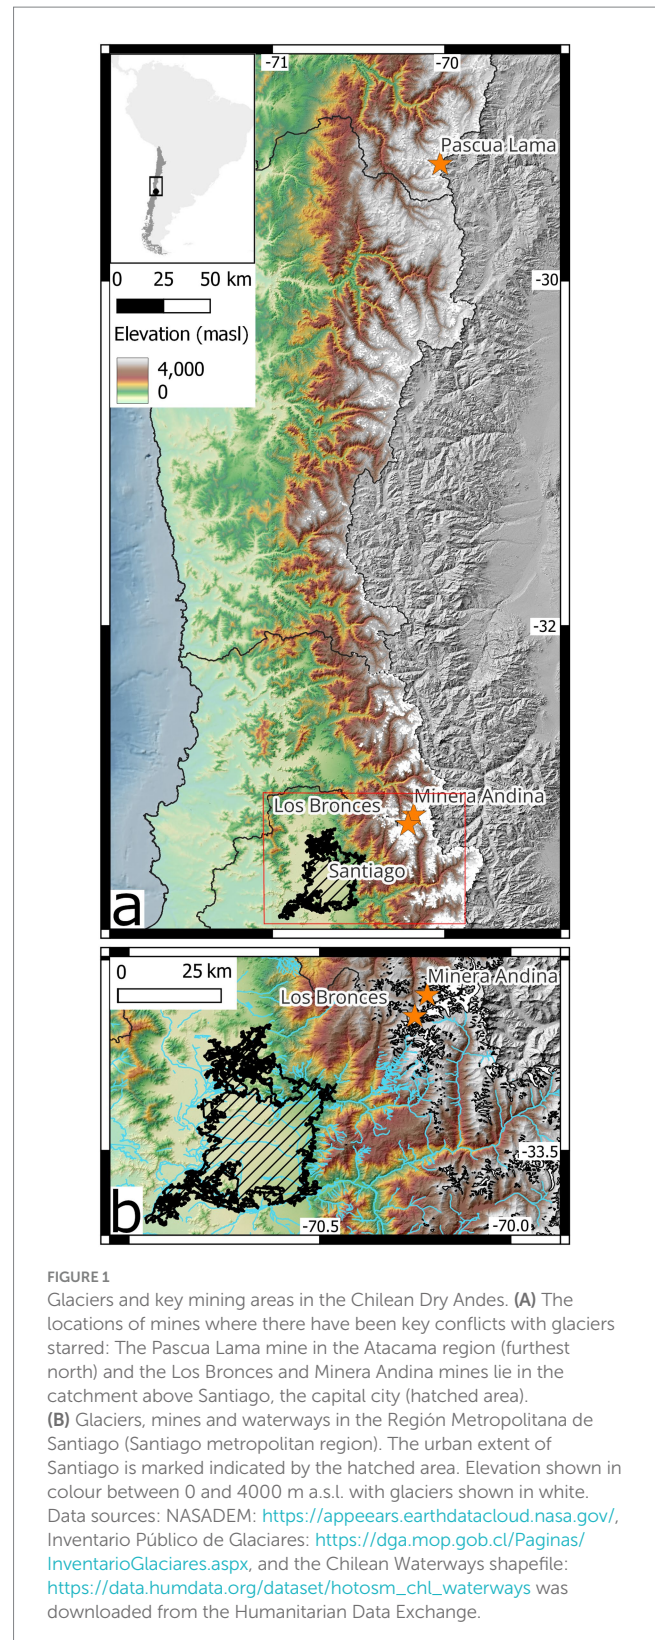 -71
-70
Pascua Lama
0 25 50 km
-30
Elevation (masl)
4,000
0
-32
Minera Andina
Los Bronces
Santiago
a
0 25 km
Minera Andina
Los Bronces
-33.5
b
-70.5
-70.0
FIGURE 1
Glaciers and key mining areas in the Chilean Dry Andes. (A) The
locations of mines where there have been key conflicts with glaciers
starred: The Pascua Lama mine in the Atacama region (furthest
north) and the Los Bronces and Minera Andina mines lie in the
catchment above Santiago, the capital city (hatched area).
(B) Glaciers, mines and waterways in the Región Metropolitana de
Santiago (Santiago metropolitan region). The urban extent of
Santiago is marked indicated by the hatched area. Elevation shown in
colour between 0 and 4000 m a.s.l. with glaciers shown in white.
Data sources: NASADEM: https://appeears.earthdatacloud.nasa.gov/,
Inventario Público de Glaciares: https://dga.mop.gob.cl/Paginas/
InventarioGlaciares.aspx, and the Chilean Waterways shapefile:
https://data.humdata.org/dataset/hotosm_chl_waterways was
downloaded from the Humanitarian Data Exchange.